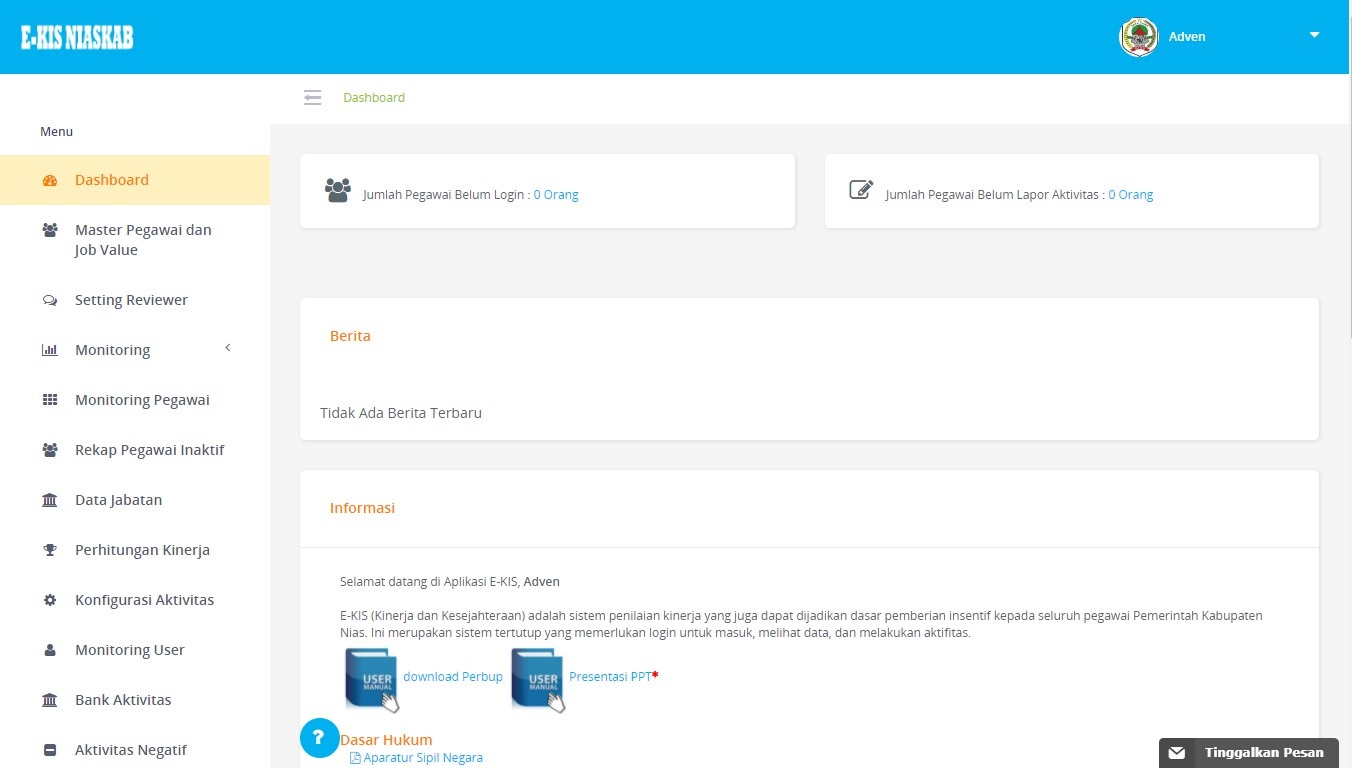 E-KIS NIASKAB
Adven
Dashboard
Menu
Dashboard
Master Pegawai dan
Job Value
Setting Reviewer
Monitoring
Monitoring Pegawai
Rekap Pegawai Inaktif
Data Jabatan
Perhitungan Kinerja
Konfigurasi Aktivitas
Monitoring User
Bank Aktivitas
Aktivitas Negatif
Jumlah Pegawai Belum Login : 0 Orang
Jumlah Pegawai Belum Lapor Aktivitas : 0 Orang
Berita
Tidak Ada Berita Terbaru
Informasi
Selamat datang di Aplikasi E-KIS, Adven
E-KIS (Kinerja dan Kesejahteraan) adalah sistem penilaian kinerja yang juga dapat dijadikan dasar pemberian insentif kepada seluruh pegawai Pemerintah Kabupaten
Nias. Ini merupakan sistem tertutup yang memerlukan login untuk masuk, melihat data, dan melakukan aktifitas.
USER
MANUAL
download Perbup
USER
MANUAL
Presentasi PPT*
?
Dasar Hukum
Aparatur Sipil Negara
Tinggalkan Pesan